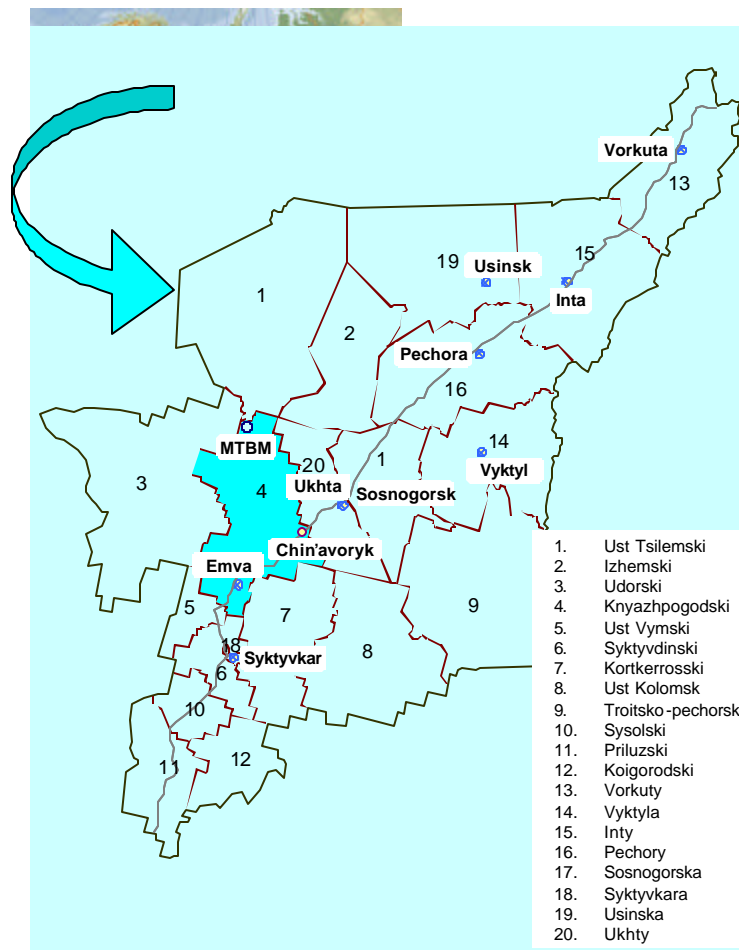 Vorkuta
13
15
19
Usinsk
1
Inta
2
Pechora
16
14
MTBM
20
1
3
Vyktyl
4
Ukhta
Sosnogorsk
Chin'avoryk
Emva
5
7
9
18
8
Syktyvkar
6
10
12
11
1. Ust Tsilemski
2. Izhemski
3. Udorski
4. Knyazhpogodski
5. Ust Vymski
6. Syktyvdinski
7. Kortkerrosski
8. Ust Kolomsk
9. Troitsko-pechorsk
10. Sysolski
11. Priluzski
12. Koigorodski
13. Vorkuty
14. Vyktyla
15. Inty
16. Pechory
17. Sosnogorska
18. Syktyvkara
19. Usinska
20. Ukhty